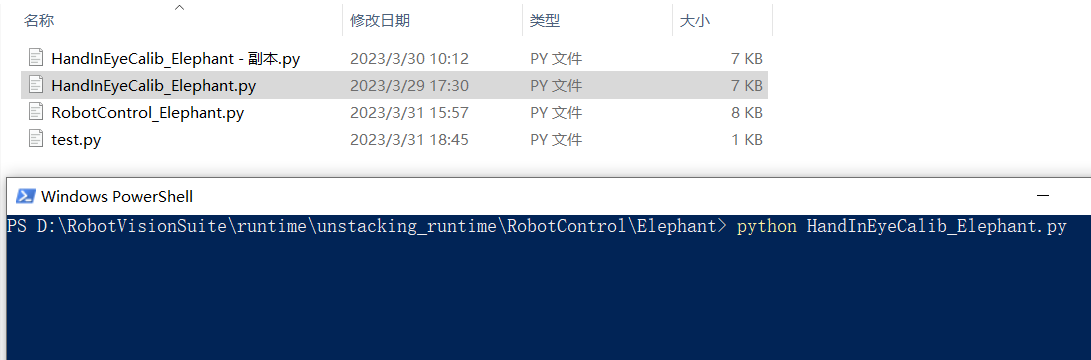 名称 修改日期 类型 大小
HandInEyeCalib_Elephant - 副本.py 2023/3/30 10:12 PY 文件 7 KB
HandInEyeCalib_Elephant.py 2023/3/29 17:30 PY 文件 7 KB
RobotControl_Elephant.py 2023/3/31 15:57 PY 文件 8 KB
test.py 2023/3/31 18:45 PY 文件 1 KB
Windows PowerShell
PS D:\RobotVisionSuite\runtime\unstacking_runtime\RobotControl\Elephant> python HandInEyeCalib_Elephant.py